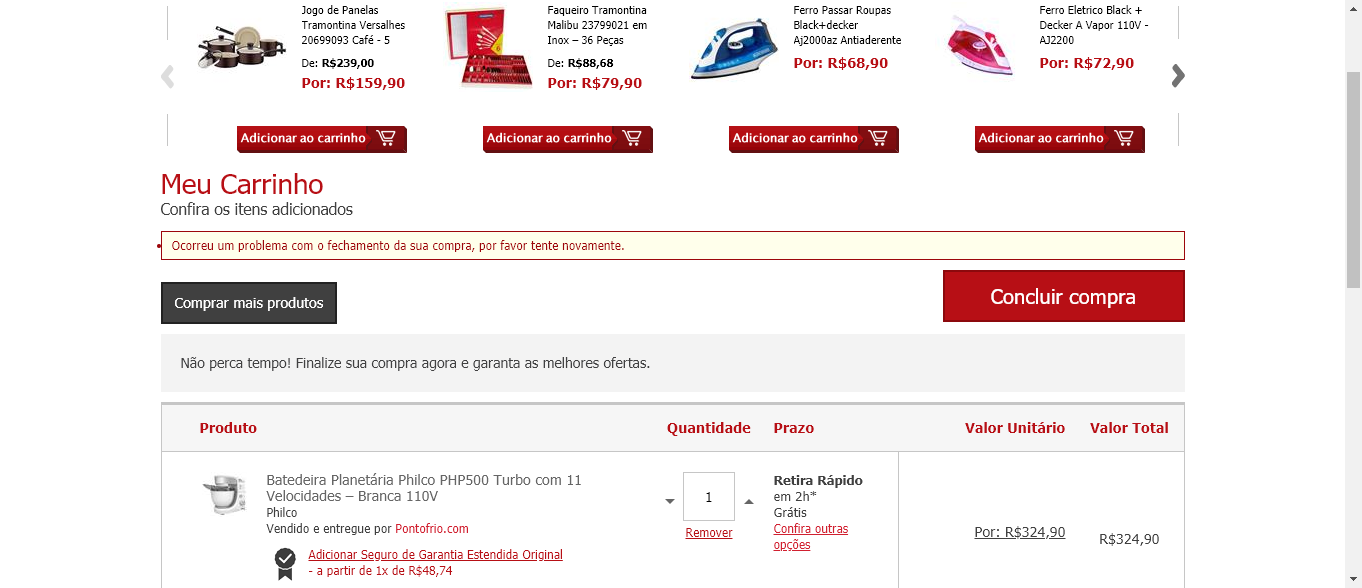 Jogo de Panelas
Tramontina Versalhes
20699093 Café - 5
De: R$239,00
Por: R$159,90
Adicionar ao carrinho
Faqueiro Tramontina
Malibu 23799021 em
Inox – 36 Peças
De: R$88,68
Por: R$79,90
Adicionar ao carrinho
Ferro Passar Roupas
Black+decker
Aj2000az Antiaderente
Por: R$68,90
Adicionar ao carrinho
Ferro Eletrico Black +
Decker A Vapor 110V -
AJ2200
Por: R$72,90
Adicionar ao carrinho
Meu Carrinho
Confira os itens adicionados
Ocorreu um problema com o fechamento da sua compra, por favor tente novamente.
Comprar mais produtos
Concluir compra
Não perca tempo! Finalize sua compra agora e garanta as melhores ofertas.
Produto Quantidade Prazo Valor Unitário Valor Total
Batedeira Planetária Philco PHP500 Turbo com 11
Velocidades – Branca 110V
Philco
Vendido e entregue por Pontofrio.com
Adicionar Seguro de Garantia Estendida Original
- a partir de 1x de R$48,74
1
Remover
Retira Rápido
em 2h*
Grátis
Confira outras
opções
Por: R$324,90
R$324,90